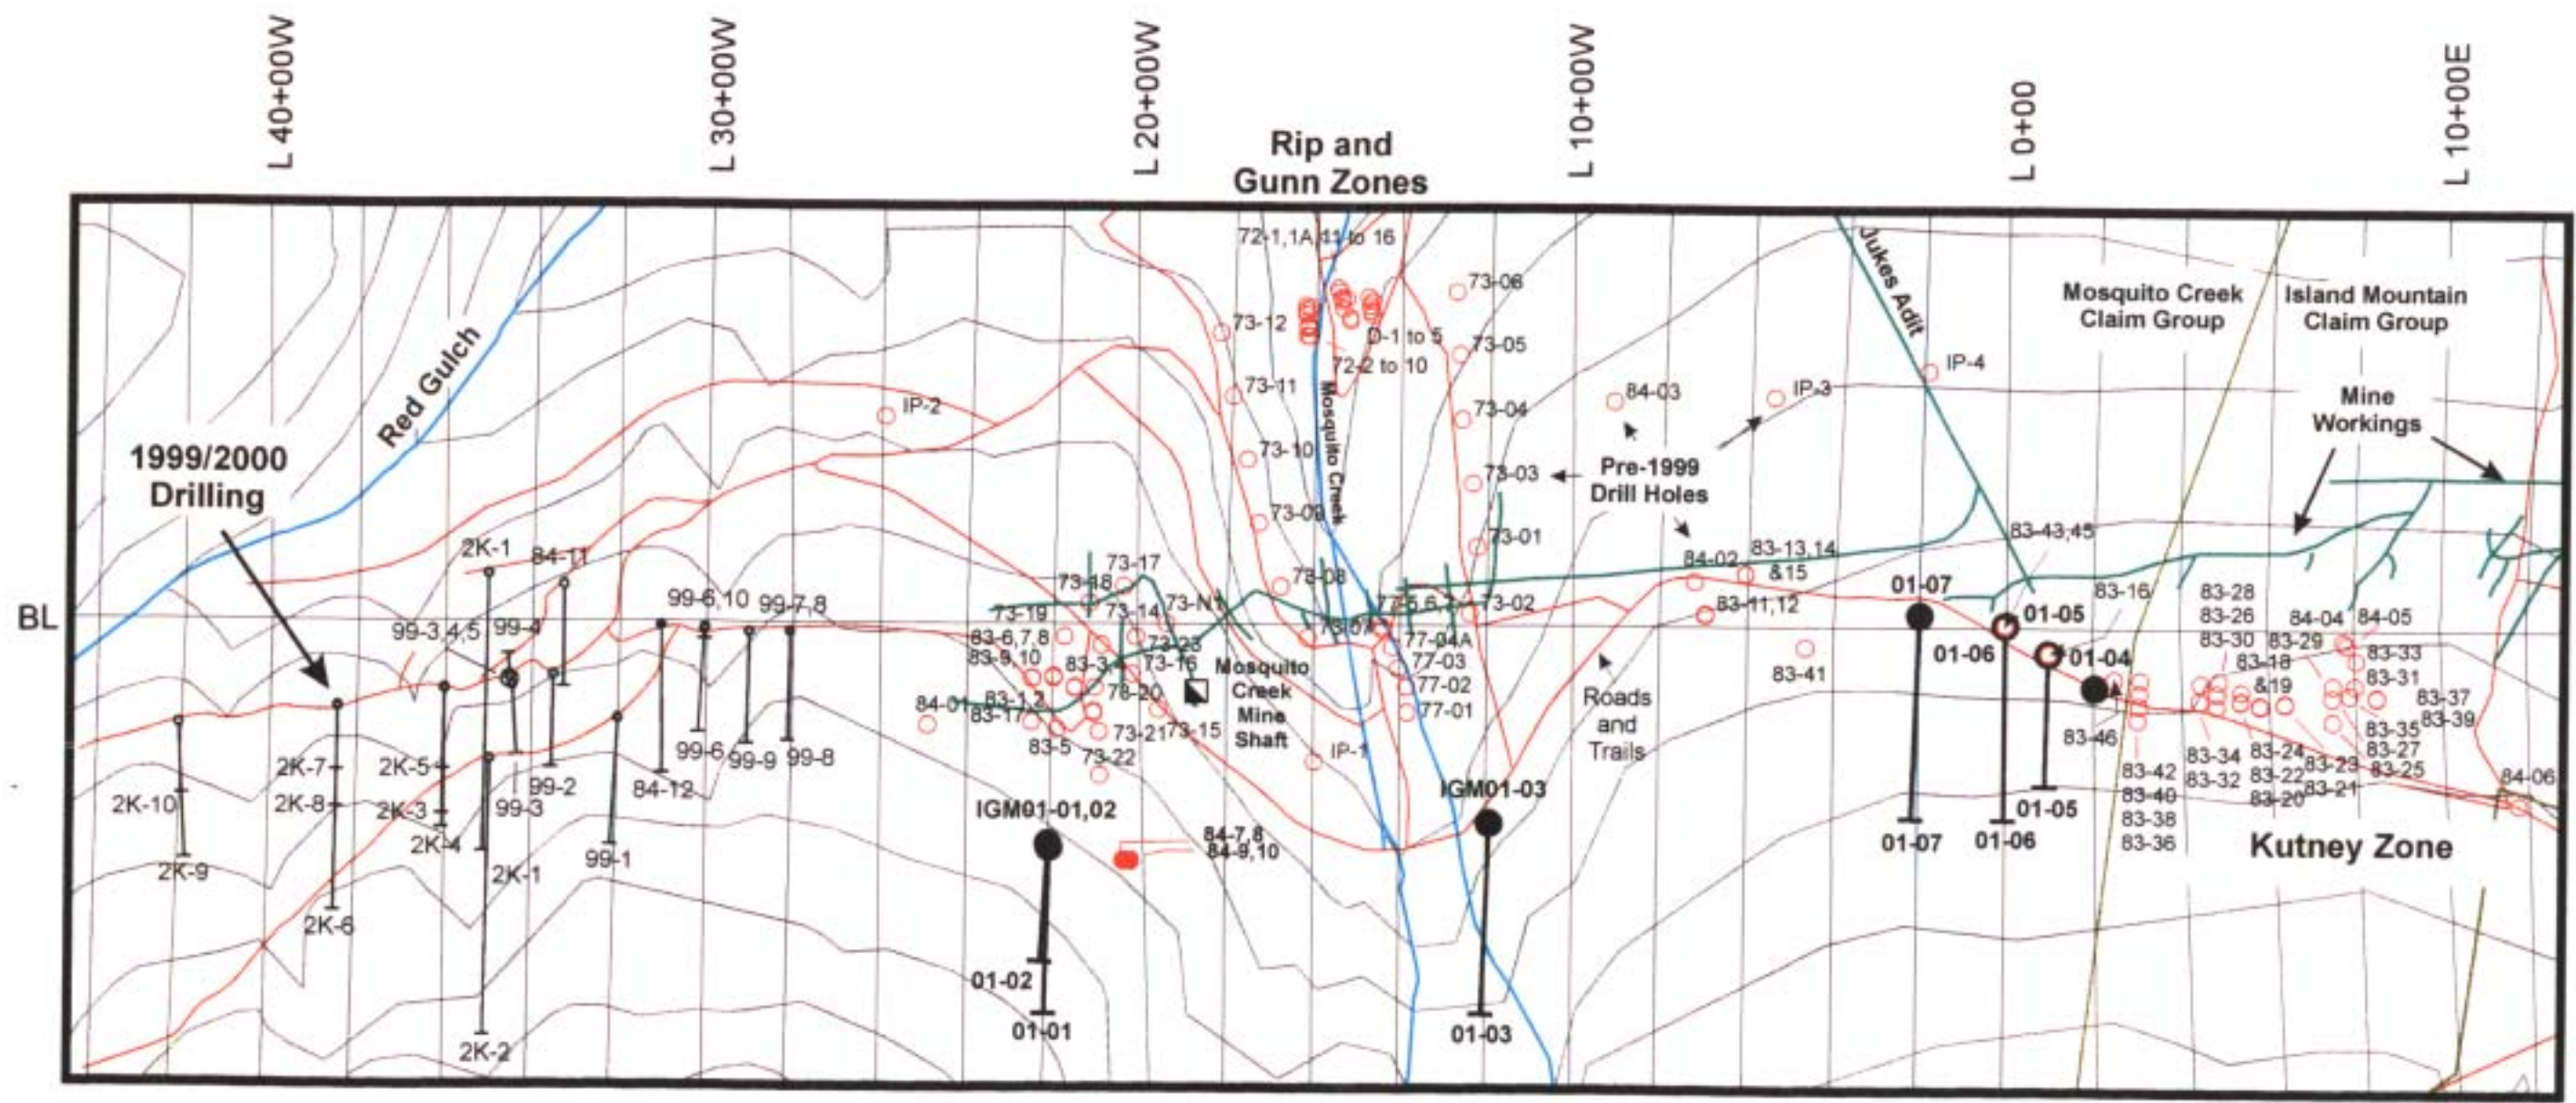 L 40+00W
L 30+00W
L 20+00W
L 10+00W
L 0+00
L 10+00E
Rip and
Gunn Zones
72-1,1A,11 to 16
73-06
Jukes Adit
Mosquito Creek
Claim Group
Island Mountain
Claim Group
73-12
D-1 to 5
73-05
72-2 to 10
IP-4
Red Gulch
73-11
IP-2
Mosquito Creek
73-04
84-03
IP-3
Mine
Workings
1999/2000
Drilling
73-10
73-03
Pre-1999
Drill Holes
73-09
73-01
83-43,45
2K-1
84-11
73-17
73-18
73-08
84-02
83-13,14
&15
01-07
83-16
83-28
BL
99-6,10
99-7,8
73-19
73-14
73-02
83-11,12
01-05
83-26
84-04
84-05
99-3,4,5
99-4
83-6,7,8
73-23
73-07
77-04A
01-06
83-30
83-29
83-9,10
83-3
73-16
Mosquito
Creek
Mine
Shaft
77-03
83-41
01-04
83-18
&19
83-33
83-31
84-01
83-1,2
83-17
78-20
77-02
77-01
Roads
and
Trails
83-37
83-39
83-5
73-21
73-15
73-22
IP-1
83-46
83-35
83-27
83-25
2K-7
2K-5
99-2
84-12
99-6
99-9
99-8
83-34
83-32
83-24
83-22
83-20
83-23
83-21
84-06
2K-10
2K-8
2K-3
99-3
IGM01-01,02
IGM01-03
01-05
83-42
83-40
83-38
83-36
2K-4
84-7,8
84-9,10
01-07
01-06
Kutney Zone
2K-9
2K-1
99-1
2K-6
01-02
2K-2
01-01
01-03